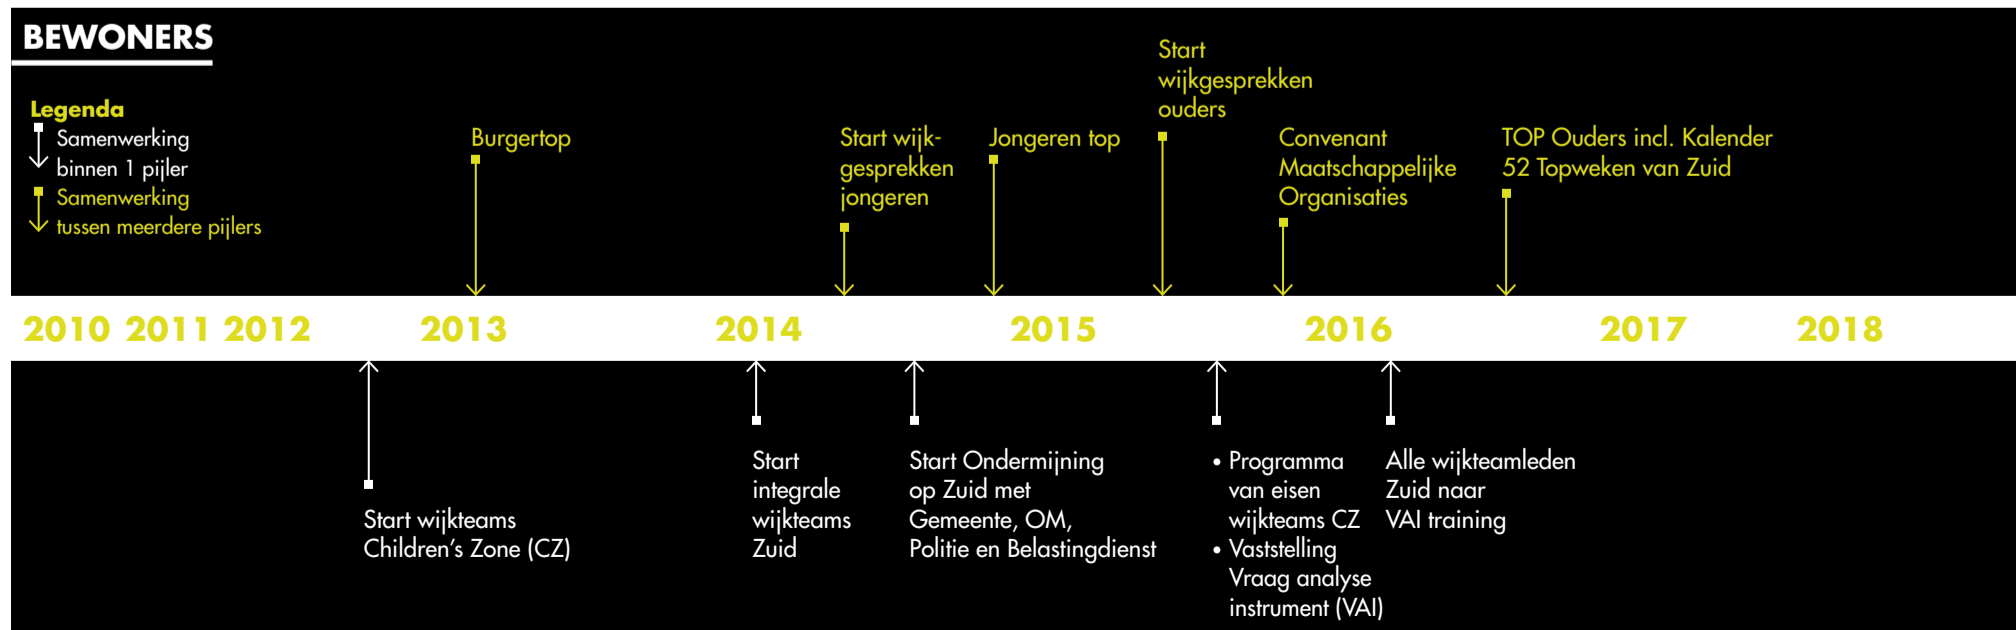 BEWONERS
Legenda
Samenwerking
binnen 1 pijler
Samenwerking
tussen meerdere pijlers
Burgertop
Start wijk-
gesprekken
jongeren
Jongeren top
Start
wijkgesprekken
ouders
Convenant
Maatschappelijke
Organisaties
TOP Ouders incl. Kalender
52 Topweken van Zuid
2010 2011 2012 2013 2014 2015 2016 2017 2018
Start wijkteams
Children's Zone (CZ)
Start
integrale
wijkteams
Zuid
Start Ondermijning
op Zuid met
Gemeente, OM,
Politie en Belastingdienst
• Programma
van eisen
wijkteams CZ
• Vaststelling
Vraag analyse
instrument (VAI)
Alle wijkteamleden
Zuid naar
VAI training